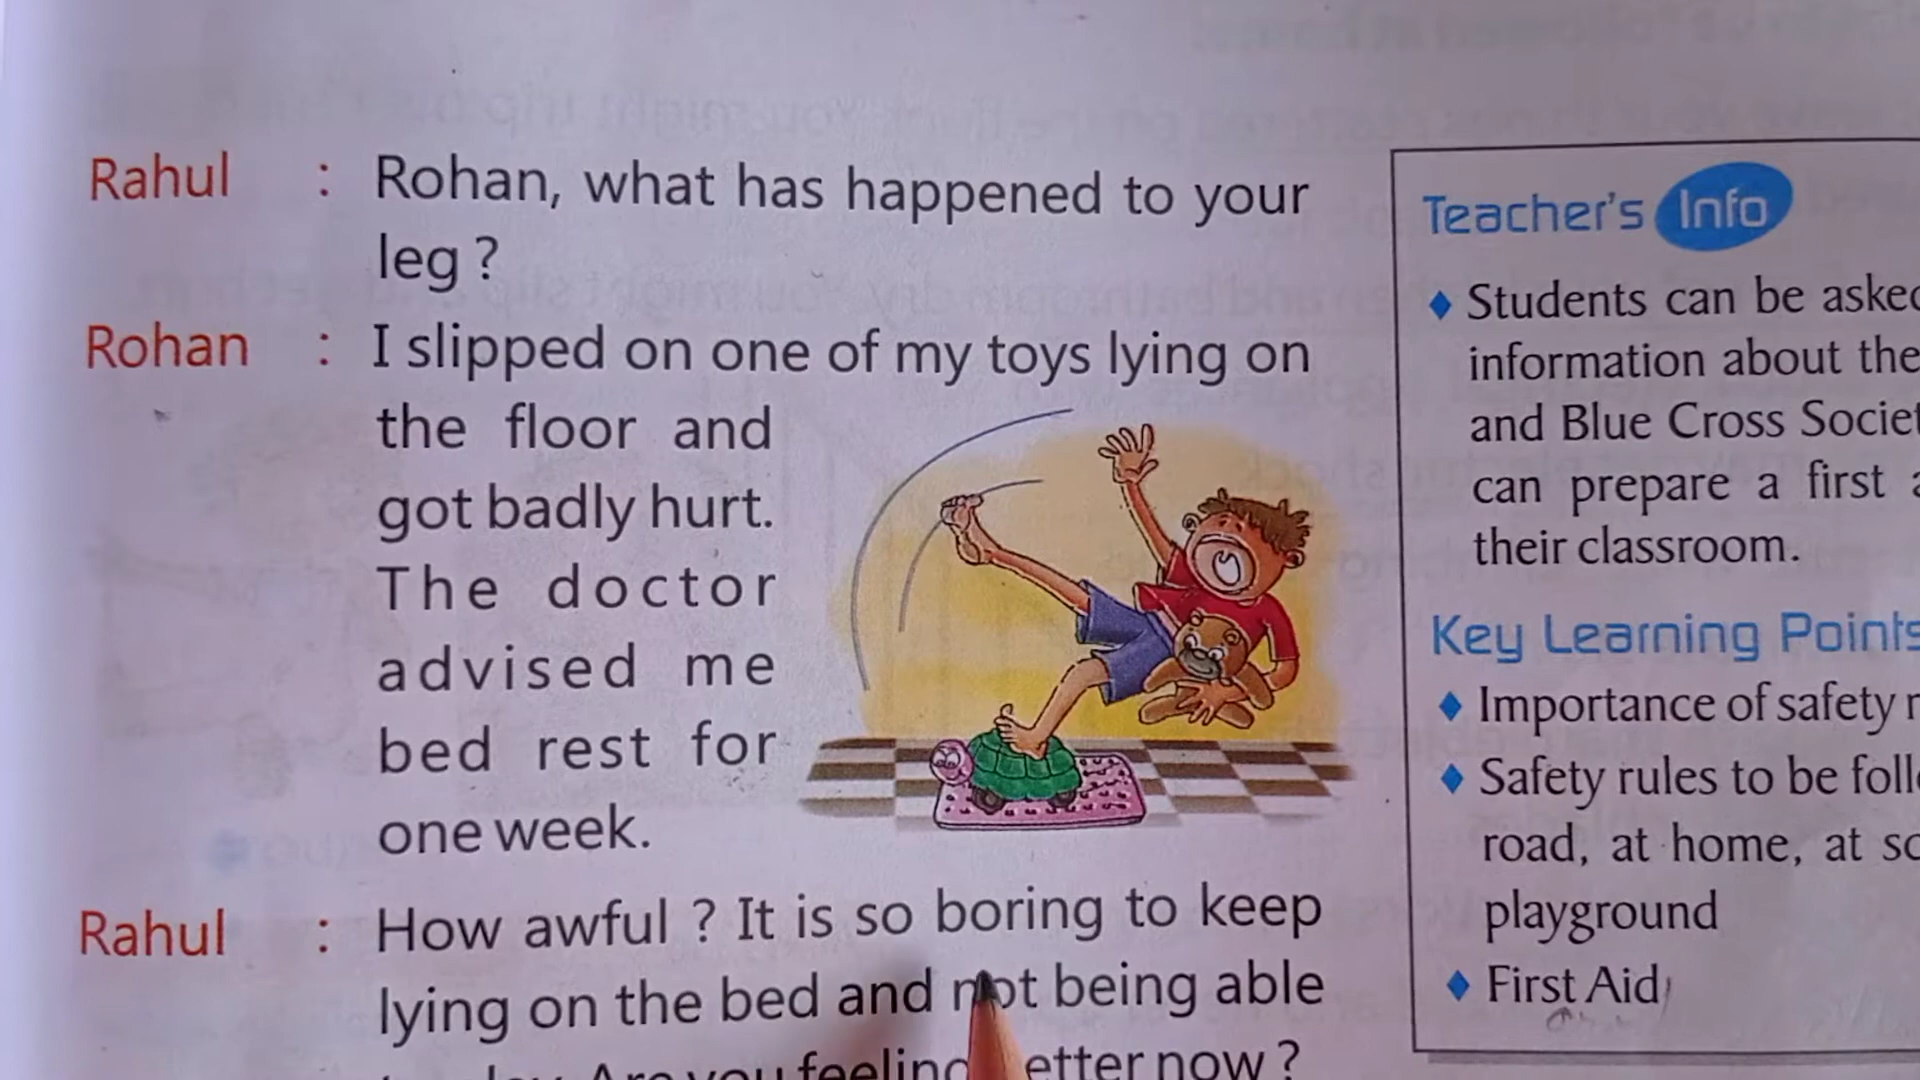 Rahul : Rohan, what has happened to your
leg ?
Rohan : I slipped on one of my toys lying on
the floor and
got badly hurt.
The doctor
advised me
bed rest for
one week.
Rahul : How awful ? It is so boring to keep
lying on the bed and not being able
feeling etter now ?
Teacher's Info
♦ Students can be asked
information about the
and Blue Cross Societ
can prepare a first a
their classroom.
Key Learning Points
♦ Importance of safety r
♦ Safety rules to be foll
road, at home, at sc
playground
♦ First Aid